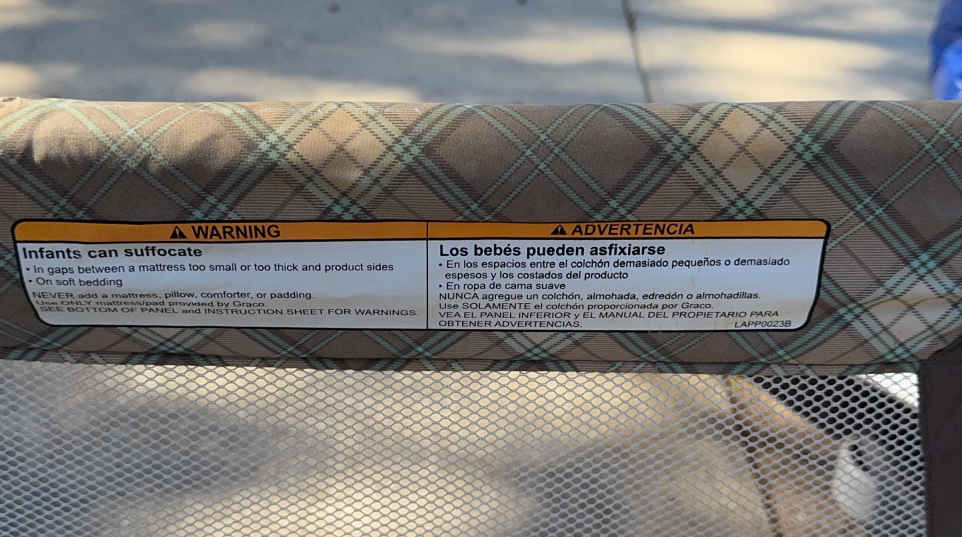 WARNING
Infants can suffocate
• In gaps between a mattress too small or too thick and product sides
• On soft bedding
NEVER add a mattress, pillow, comforter, or padding.
Use ONLY mattress/pad provided by Graco.
SEE BOTTOM OF PANEL and INSTRUCTION SHEET FOR WARNINGS.
ADVERTENCIA
Los bebés pueden asfixiarse
• En los espacios entre el colchón demasiado pequeños o demasiado
espesos y los costados del producto
• En ropa de cama suave
NUNCA agregue un colchón, almohada, edredón o almohadillas.
Use SOLAMENTE el colchón proporcionado por Graco.
VEA EL PANEL INFERIOR y EL MANUAL DEL PROPIETARIO PARA
OBTENER ADVERTENCIAS.
LAPP0023B